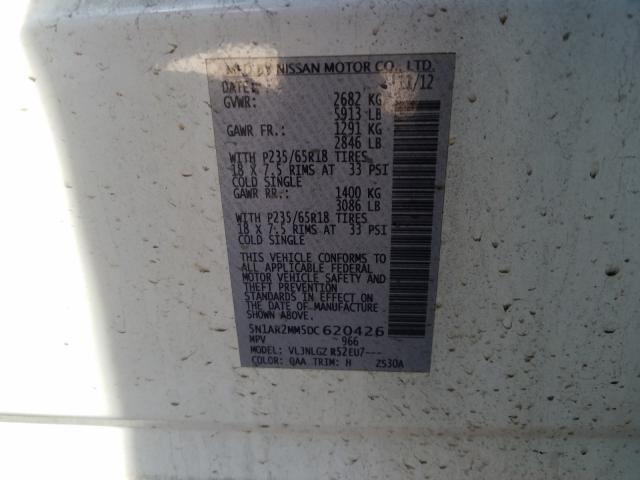 MFD BY NISSAN MOTOR CO., LTD.
DATE: 11/12
GVWR: 2682 KG
5913 LB
GAWR FR.: 1291 KG
2846 LB
WITH P235/65R18 TIRES
18 X 7.5 RIMS AT 33 PSI
COLD SINGLE
GAWR RR.: 1400 KG
3086 LB
WITH P235/65R18 TIRES
18 X 7.5 RIMS AT 33 PSI
COLD SINGLE
THIS VEHICLE CONFORMS TO
ALL APPLICABLE FEDERAL
MOTOR VEHICLE SAFETY
AND THEFT PREVENTION
STANDARDS IN EFFECT ON
THE DATE OF MANUFACTURE
SHOWN ABOVE.
5N1AR2MM5DC620426
MPV 966
MODEL: VLJNLGZ R52EU7---
COLOR: QAA TRIM: H ZS30A